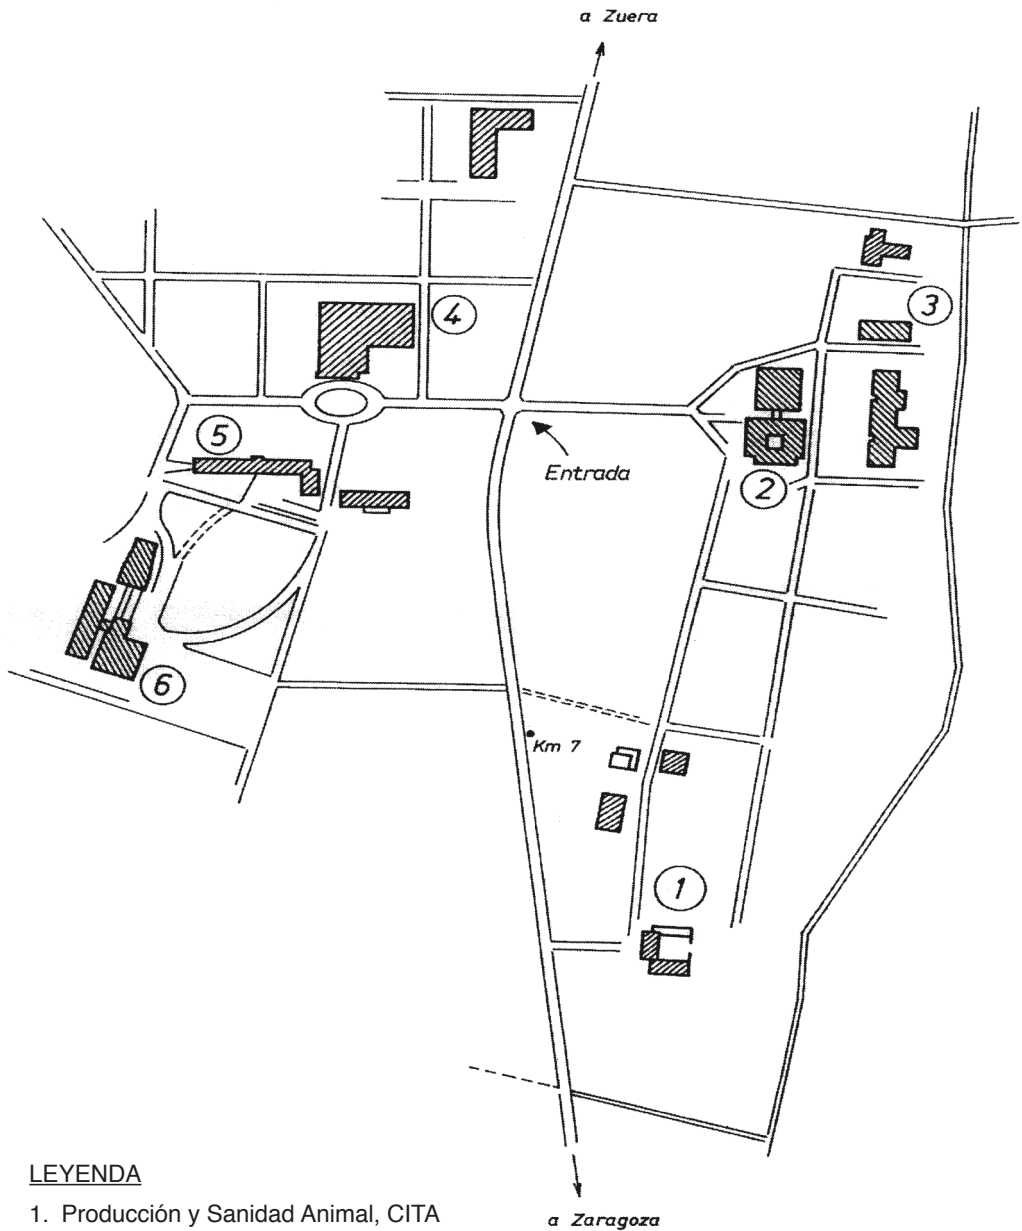 a Zuera
3
4
5
Entrada
2
6
Km 7
1
LEYENDA
1. Producción y Sanidad Animal, CITA
a Zaragoza